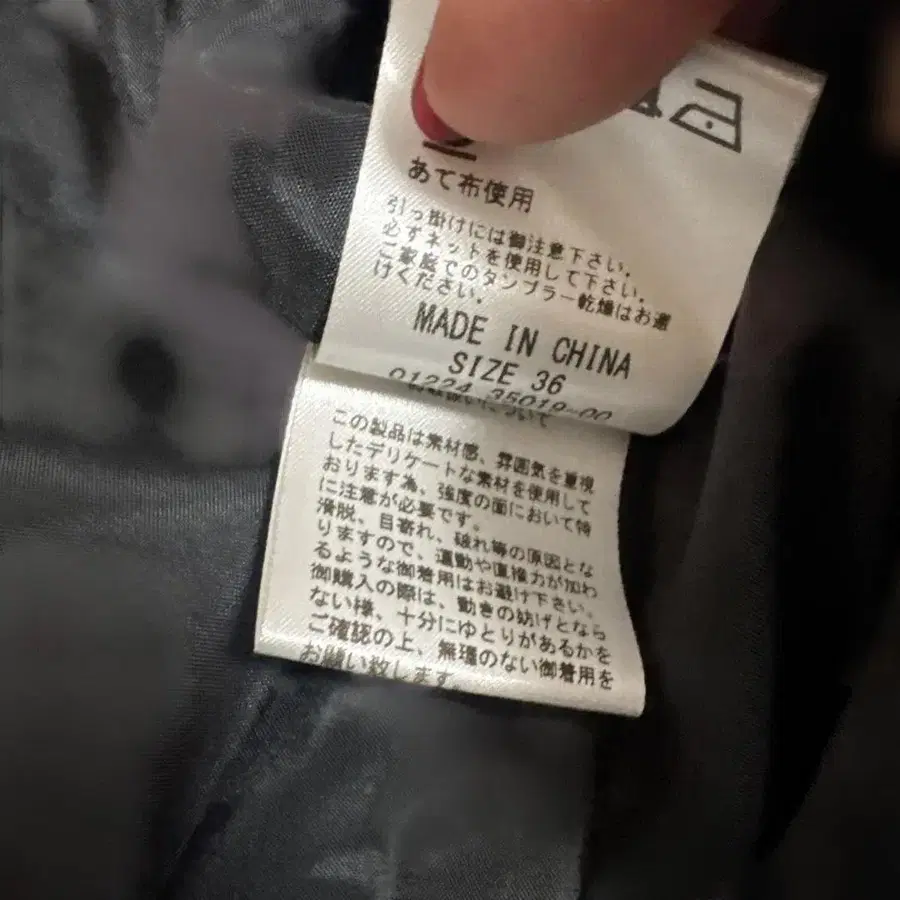 あて布使用
引っ掛けには御注意下さい。
必ずネットを使用して下さい。
ご家庭でのタンブラー乾燥はお避
けください。
MADE IN CHINA
SIZE 36
01224 35019-00
この製品は素材感、雰囲気を重視
したデリケートな素材を使用して
おります為、強度の面において特
に注意が必要です。
滑脱、目寄れ、破れ等の原因とな
りますので、運動や直接力が加わ
るような御着用はお避け下さい。
御購入の際は、動きの妨げとなら
ない様、十分にゆとりがあるかを
ご確認の上、無理のない御着用を
お願い致します。